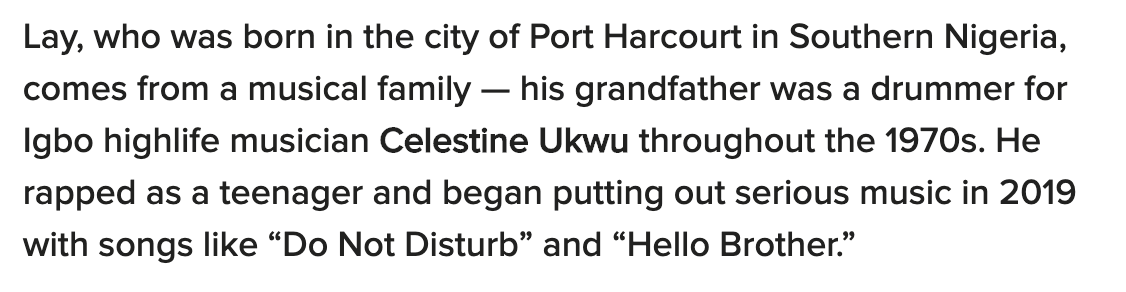 Lay, who was born in the city of Port Harcourt in Southern Nigeria,
comes from a musical family — his grandfather was a drummer for
Igbo highlife musician Celestine Ukwu throughout the 1970s. He
rapped as a teenager and began putting out serious music in 2019
with songs like “Do Not Disturb” and “Hello Brother.”